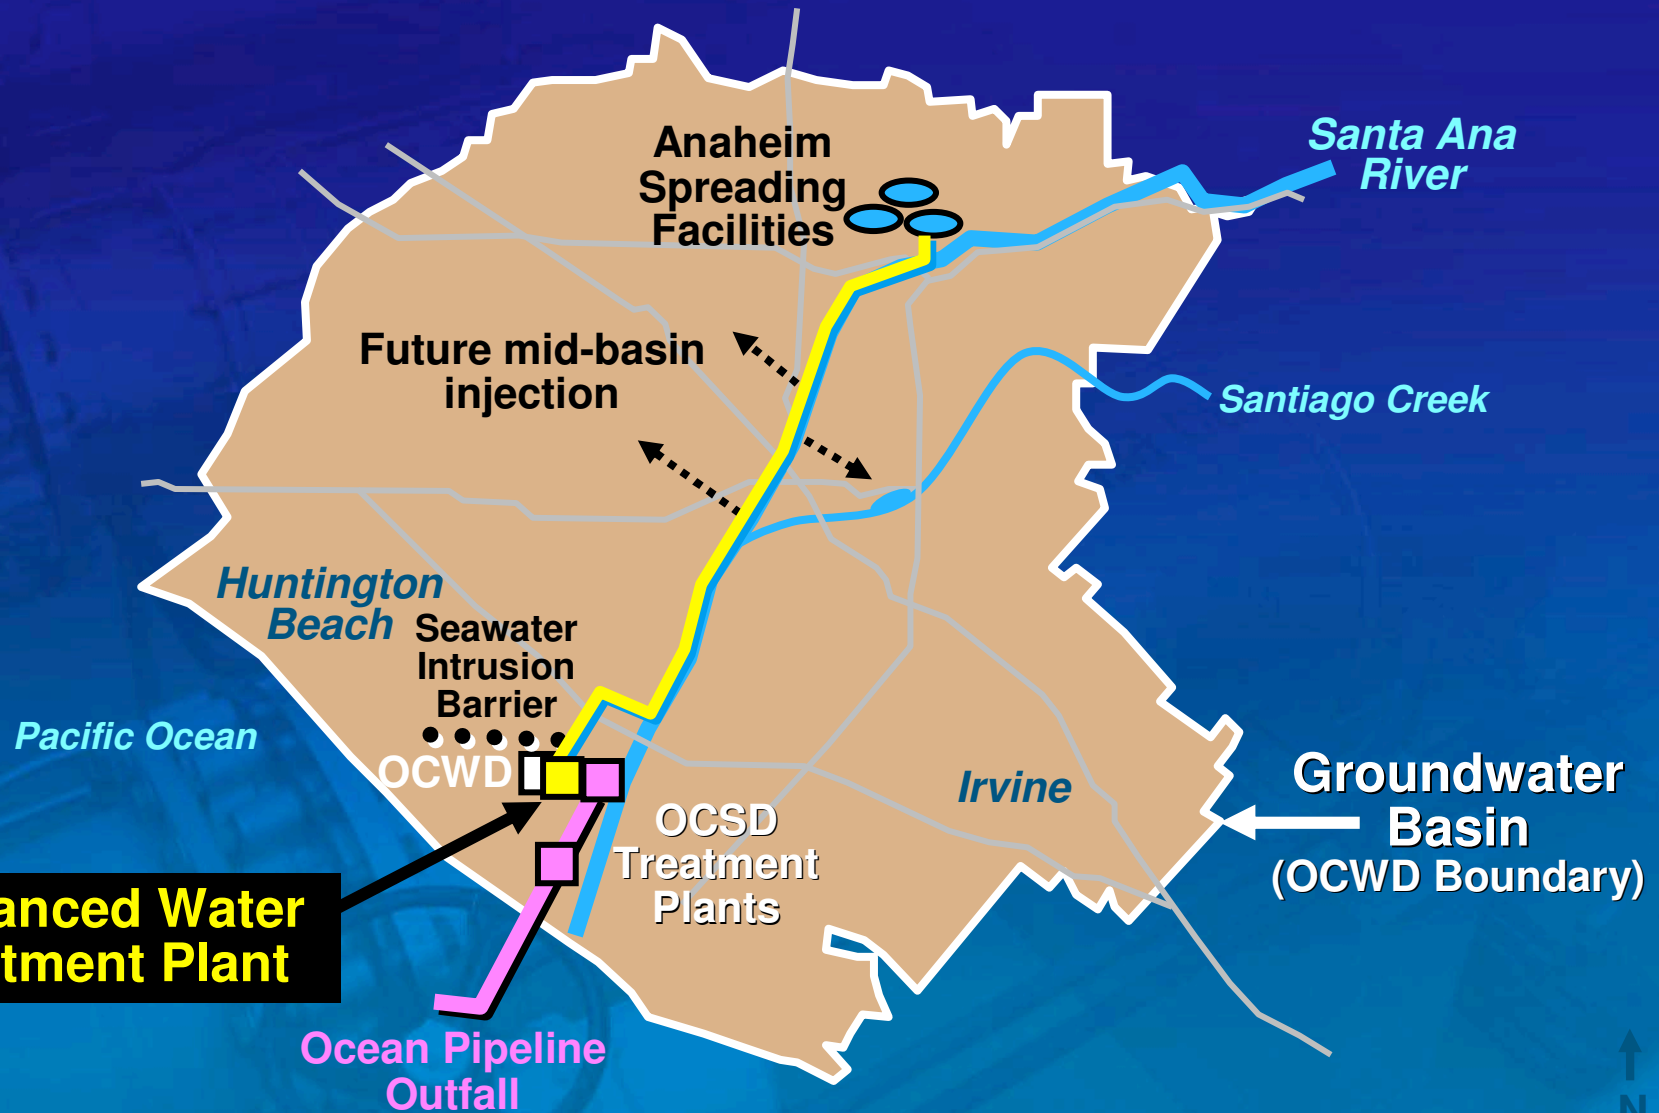 Santa Ana
River
Anaheim
Spreading
Facilities
Future mid-basin
injection
Santiago Creek
Huntington
Beach
Seawater
Intrusion
Barrier
Pacific Ocean
OCWD
Irvine
Groundwater
Basin
(OCWD Boundary)
OCSD
Treatment
Plants
anced Water
tment Plant
Ocean Pipeline
Outfall
N